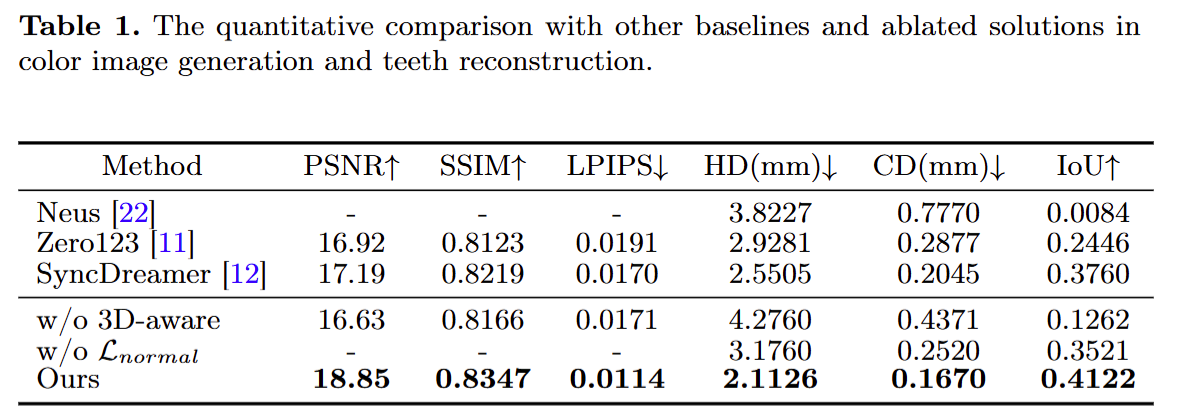 Table 1. The quantitative comparison with other baselines and ablated solutions in
color image generation and teeth reconstruction.
Method PSNR↑ SSIM↑ LPIPS↓ HD(mm)↓ CD(mm)↓ IoU↑
Neus [22] - - - 3.8227 0.7770 0.0084
Zero123 [11] 16.92 0.8123 0.0191 2.9281 0.2877 0.2446
SyncDreamer [12] 17.19 0.8219 0.0170 2.5505 0.2045 0.3760
w/o 3D-aware 16.63 0.8166 0.0171 4.2760 0.4371 0.1262
w/o ℒnormal - - - 3.1760 0.2520 0.3521
Ours 18.85 0.8347 0.0114 2.1126 0.1670 0.4122